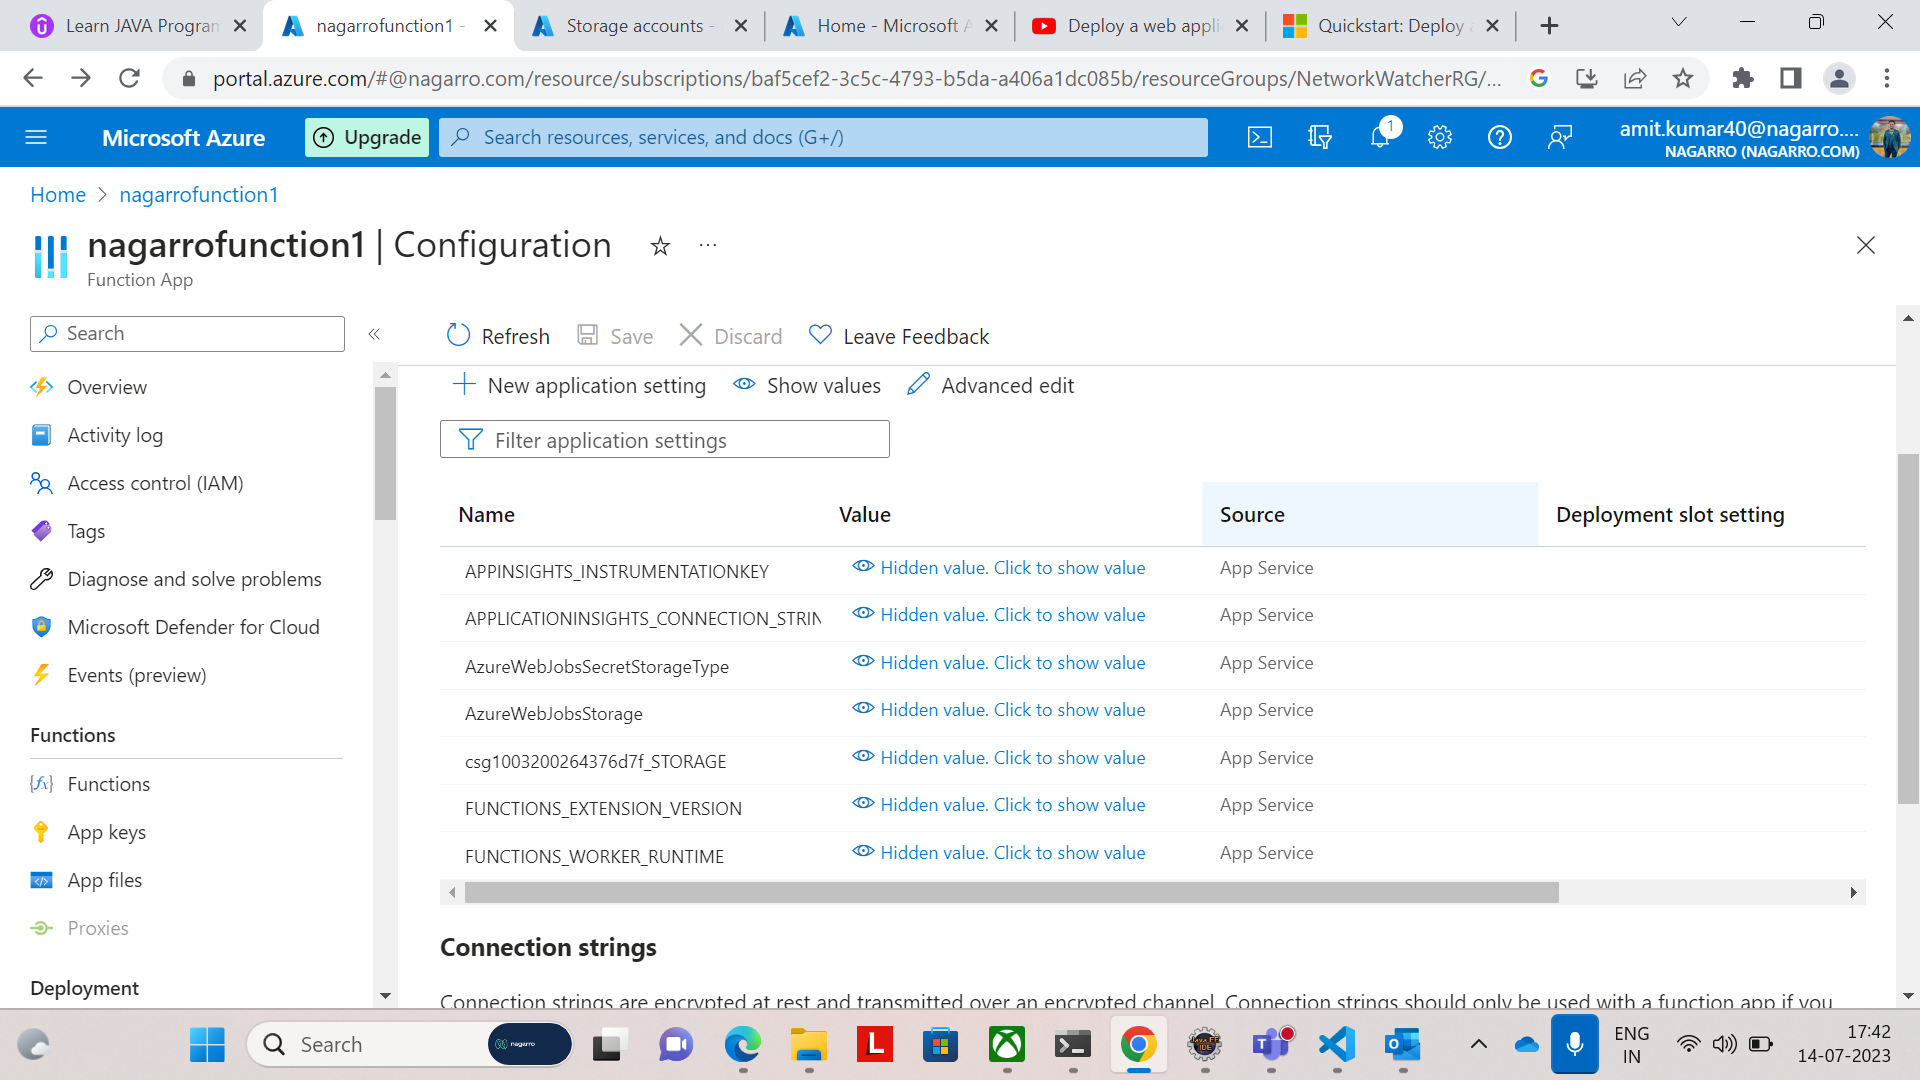 Learn JAVA Program
nagarrofunction1 -
Storage accounts -
Home - Microsoft A
Deploy a web appli
Quickstart: Deploy a
portal.azure.com/#@nagarro.com/resource/subscriptions/baf5cef2-3c5c-4793-b5da-a406a1dc085b/resourceGroups/NetworkWatcherRG/...
Microsoft Azure
Upgrade
Search resources, services, and docs (G+/)
1
amit.kumar40@nagarro....
NAGARRO (NAGARRO.COM)
Home > nagarrofunction1
nagarrofunction1 | Configuration
Function App
Search
Refresh
Save
Discard
Leave Feedback
Overview
Activity log
Access control (IAM)
Tags
Diagnose and solve problems
Microsoft Defender for Cloud
Events (preview)
Functions
Functions
App keys
App files
Proxies
Deployment
New application setting
Show values
Advanced edit
Filter application settings
Name Value Source Deployment slot setting
APPINSIGHTS_INSTRUMENTATIONKEY Hidden value. Click to show value App Service
APPLICATIONINSIGHTS_CONNECTION_STRIN Hidden value. Click to show value App Service
AzureWebJobsSecretStorageType Hidden value. Click to show value App Service
AzureWebJobsStorage Hidden value. Click to show value App Service
csg1003200264376d7f_STORAGE Hidden value. Click to show value App Service
FUNCTIONS_EXTENSION_VERSION Hidden value. Click to show value App Service
FUNCTIONS_WORKER_RUNTIME Hidden value. Click to show value App Service
Connection strings
Connection strings are encrypted at rest and transmitted over an encrypted channel. Connection strings should only be used with a function app if you
Search
nagarro
L
JAVA EE
IDE
T
O
ENG
IN
17:42
14-07-2023